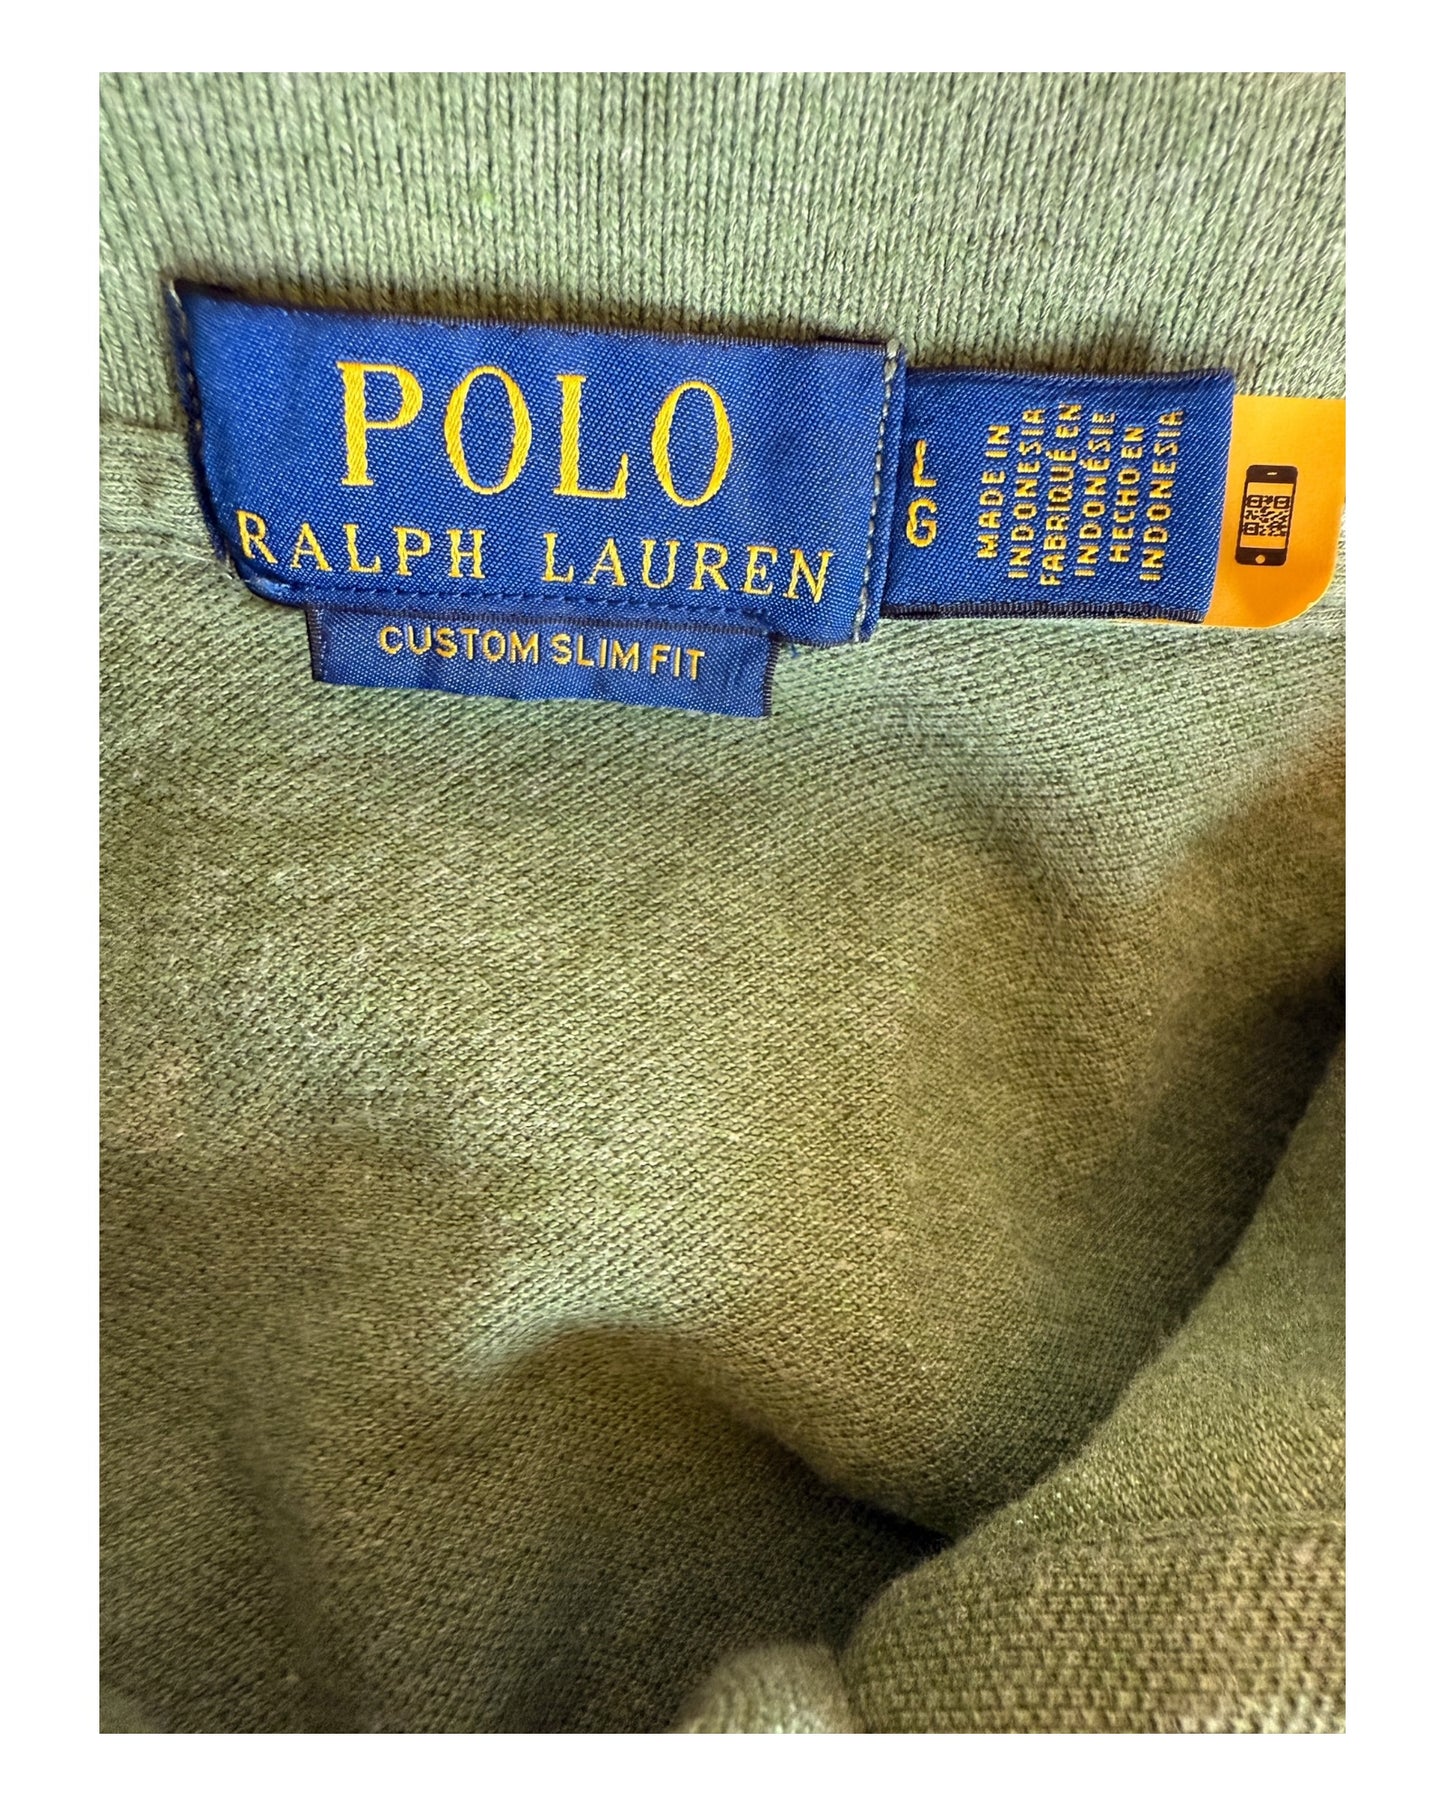 POLO
RALPH LAUREN
CUSTOM SLIM FIT
L
G
MADE IN
INDONESIA
FABRIQUÉ EN
INDONÉSIE
HECHO EN
INDONESIA